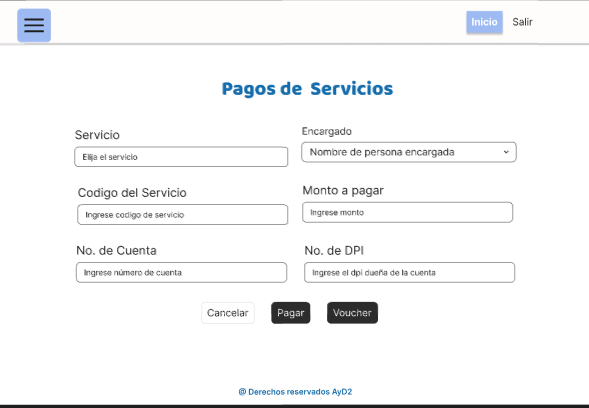 Inicio Salir
Pagos de Servicios
Servicio
Elija el servicio
Encargado
Nombre de persona encargada
Codigo del Servicio
Ingrese codigo de servicio
Monto a pagar
Ingrese monto
No. de Cuenta
Ingrese número de cuenta
No. de DPI
Ingrese el dpi dueña de la cuenta
Cancelar Pagar Voucher
@ Derechos reservados AyD2